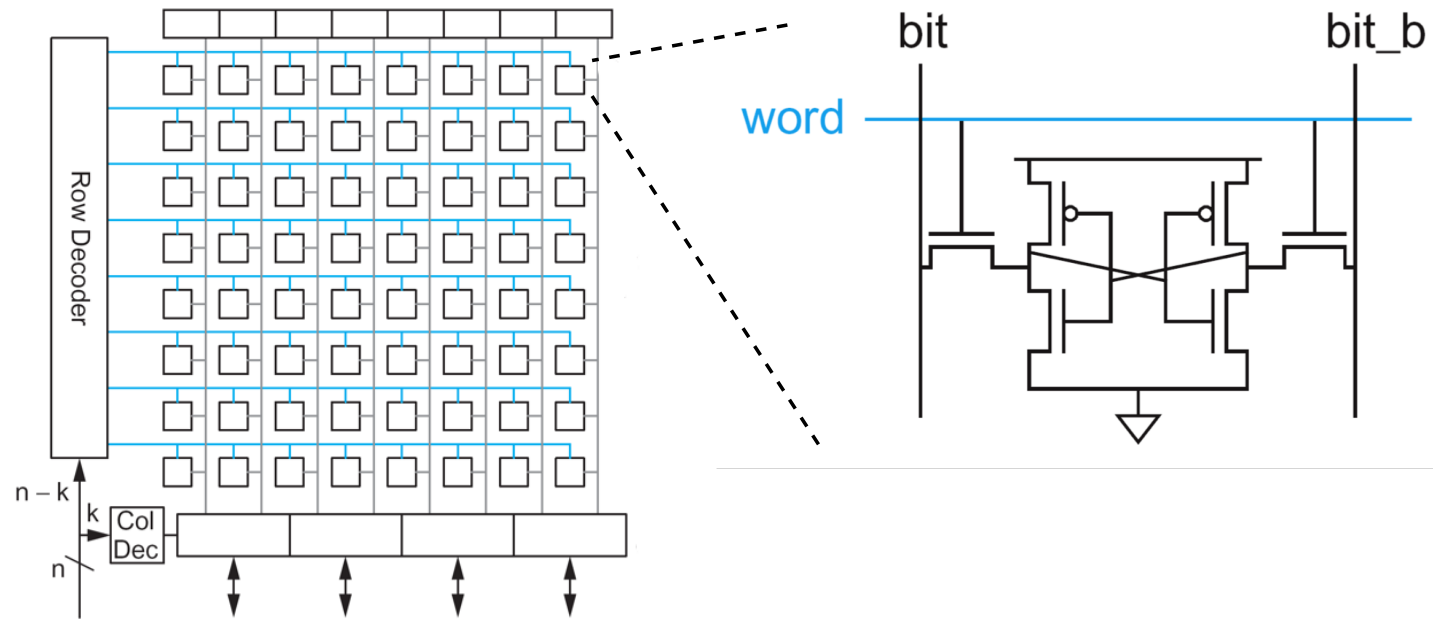 bit
bit_b
word
Row Decoder
n – k
k
Col
Dec
n